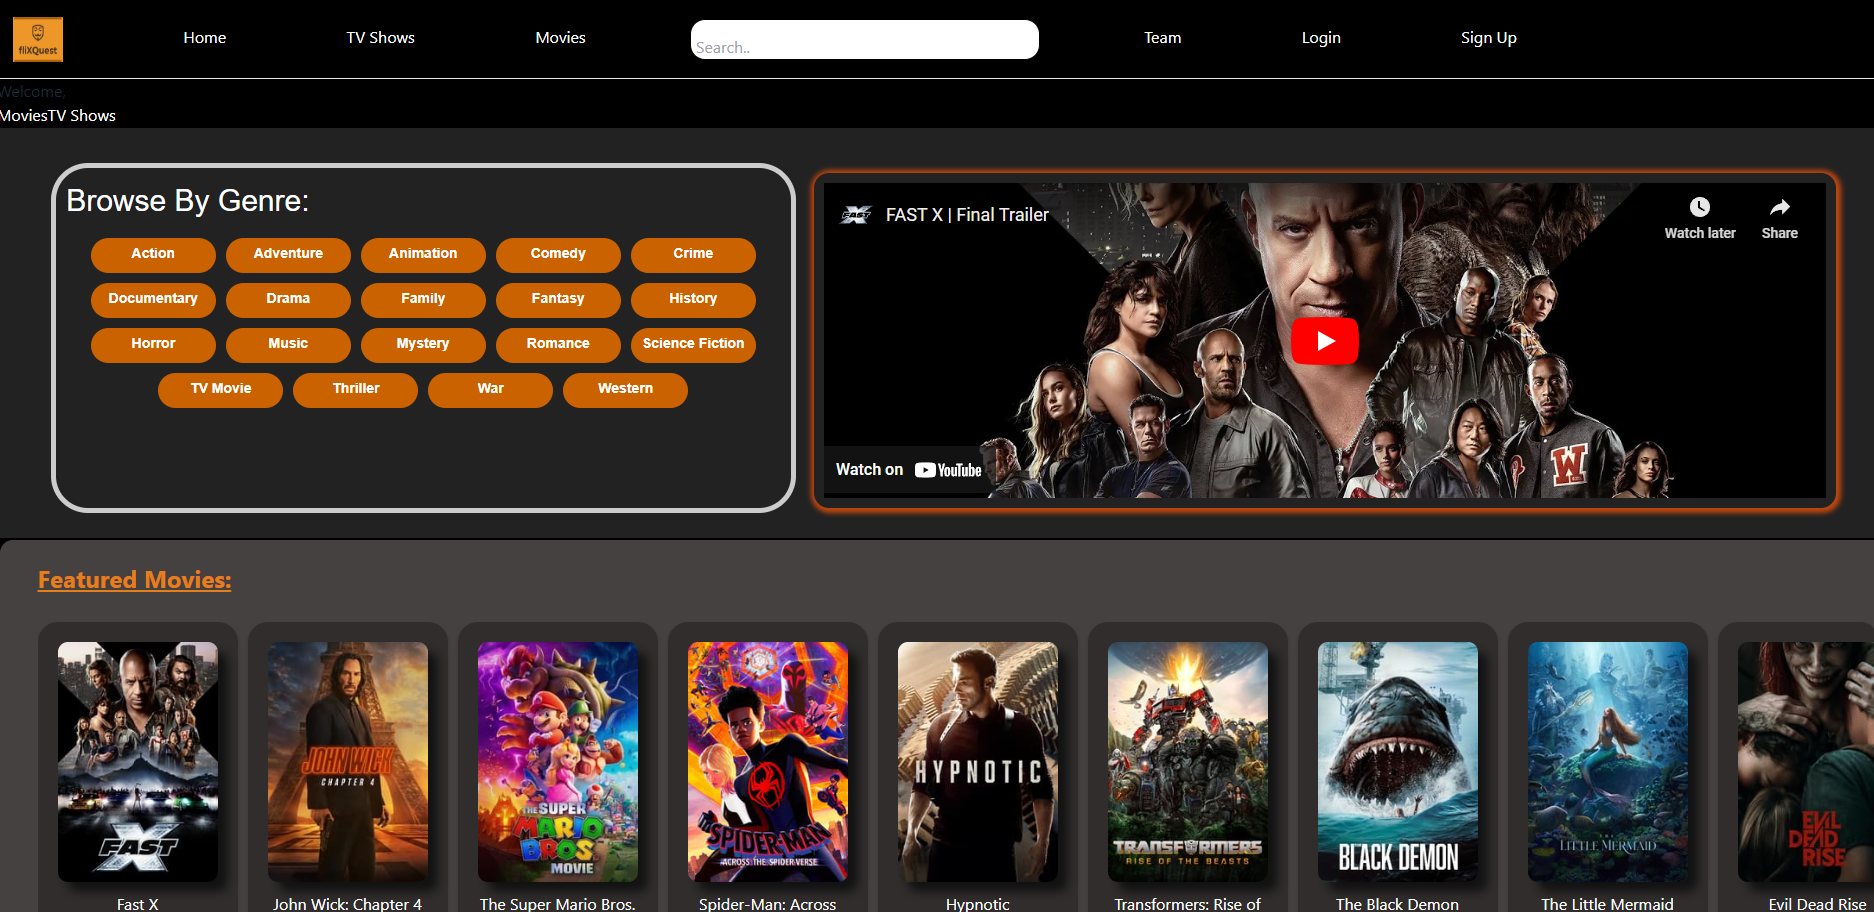 fliXQuest
Home
TV Shows
Movies
Search..
Team
Login
Sign Up
Welcome,
MoviesTV Shows
Browse By Genre:
Action
Adventure
Animation
Comedy
Crime
Documentary
Drama
Family
Fantasy
History
Horror
Music
Mystery
Romance
Science Fiction
TV Movie
Thriller
War
Western
FAST X
FAST X | Final Trailer
Watch later
Share
W
Watch on YouTube
Featured Movies:
FAST X
JOHN WICK
CHAPTER 4
THE SUPER
MARIO
BROS.
MOVIE
SPIDER-MAN
ACROSS THE SPIDER-VERSE
HYPNOTIC
TRANSFORMERS
RISE OF THE BEASTS
BLACK DEMON
THE LITTLE MERMAID
EVIL
DEAD
RISE
Fast X
John Wick: Chapter 4
The Super Mario Bros.
Spider-Man: Across
Hypnotic
Transformers: Rise of
The Black Demon
The Little Mermaid
Evil Dead Rise